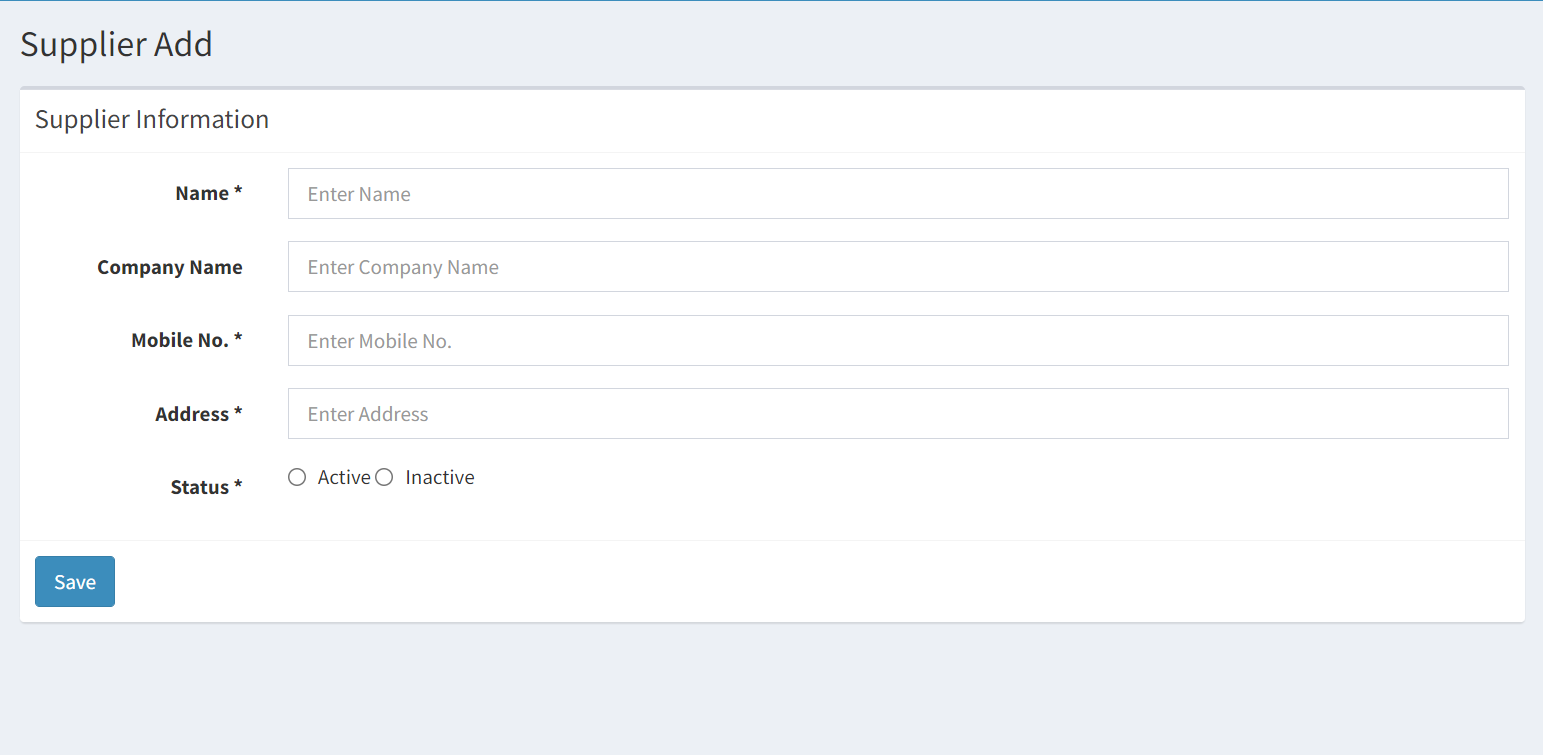 Supplier Add
Supplier Information
Name * Enter Name
Company Name Enter Company Name
Mobile No. * Enter Mobile No.
Address * Enter Address
Status * Active Inactive
Save